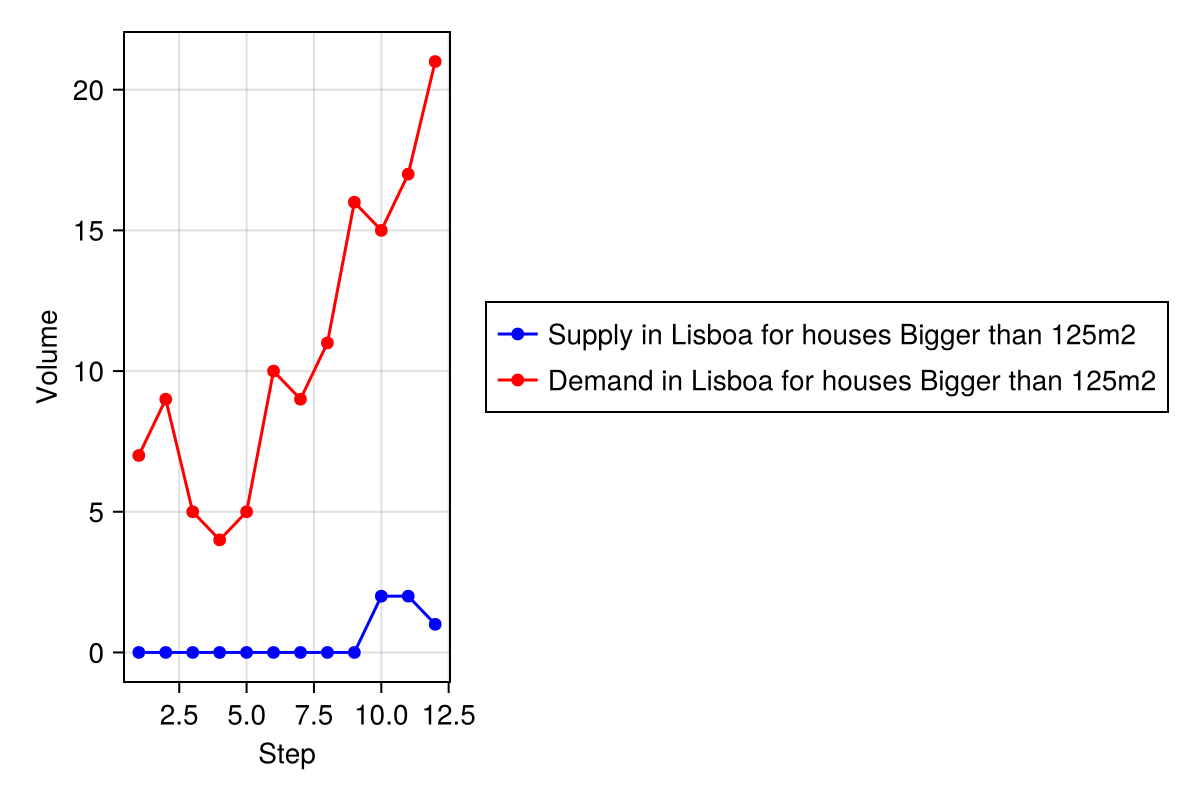 20
15
10
5
0
Volume
2.5 5.0 7.5 10.0 12.5
Step
Supply in Lisboa for houses Bigger than 125m2
Demand in Lisboa for houses Bigger than 125m2